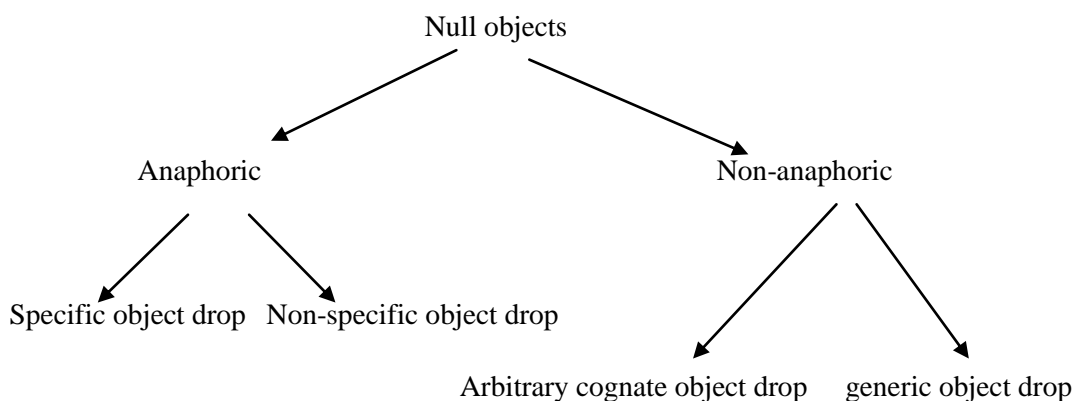 Null objects
Anaphoric Non-anaphoric
Specific object drop Non-specific object drop
Arbitrary cognate object drop generic object drop